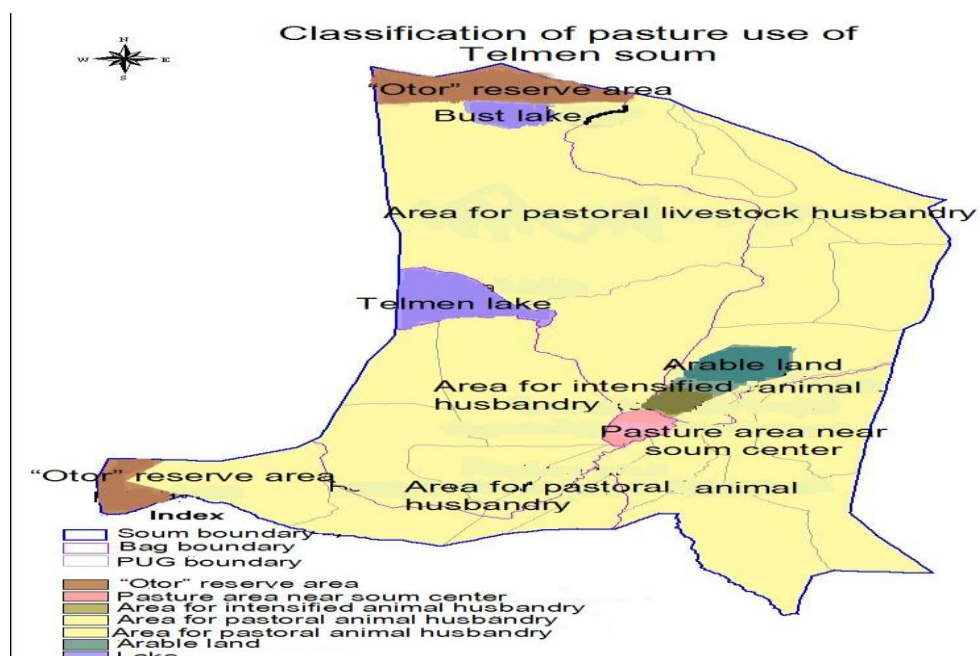 Classification of pasture use of
Telmen soum
N
W E
S
“Otor” reserve area
Bust lake
Area for pastoral livestock husbandry
Telmen lake
Arable land
Area for intensified animal
husbandry
Pasture area near
soum center
“Otor” reserve area
Area for pastoral animal
husbandry
Index
Soum boundary
Bag boundary
PUG boundary
“Otor” reserve area
Pasture area near soum center
Area for intensified animal husbandry
Area for pastoral animal husbandry
Area for pastoral animal husbandry
Arable land
Lake